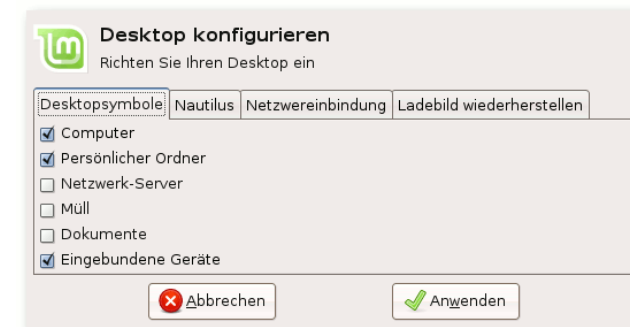 Desktop konfigurieren
Richten Sie Ihren Desktop ein
Desktopsymbole Nautilus Netzwereinbindung Ladebild wiederherstellen
Computer
Persönlicher Ordner
Netzwerk-Server
Müll
Dokumente
Eingebundene Geräte
Abbrechen Anwenden